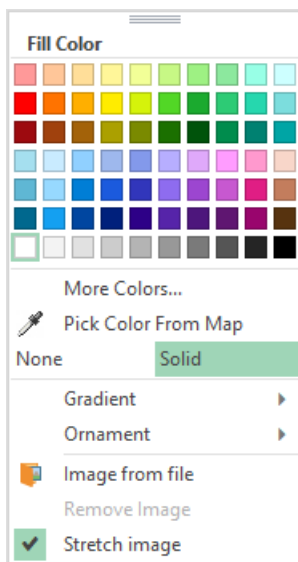 Fill Color
More Colors...
Pick Color From Map
None Solid
Gradient
Ornament
Image from file
Remove Image
Stretch image